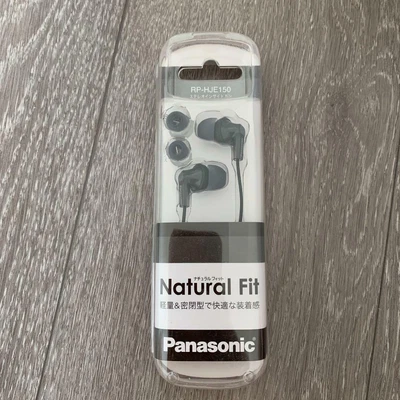 RP-HJE150
ナチュラルフィット
Natural Fit
軽量&密閉型で快適な装着感
Panasonic